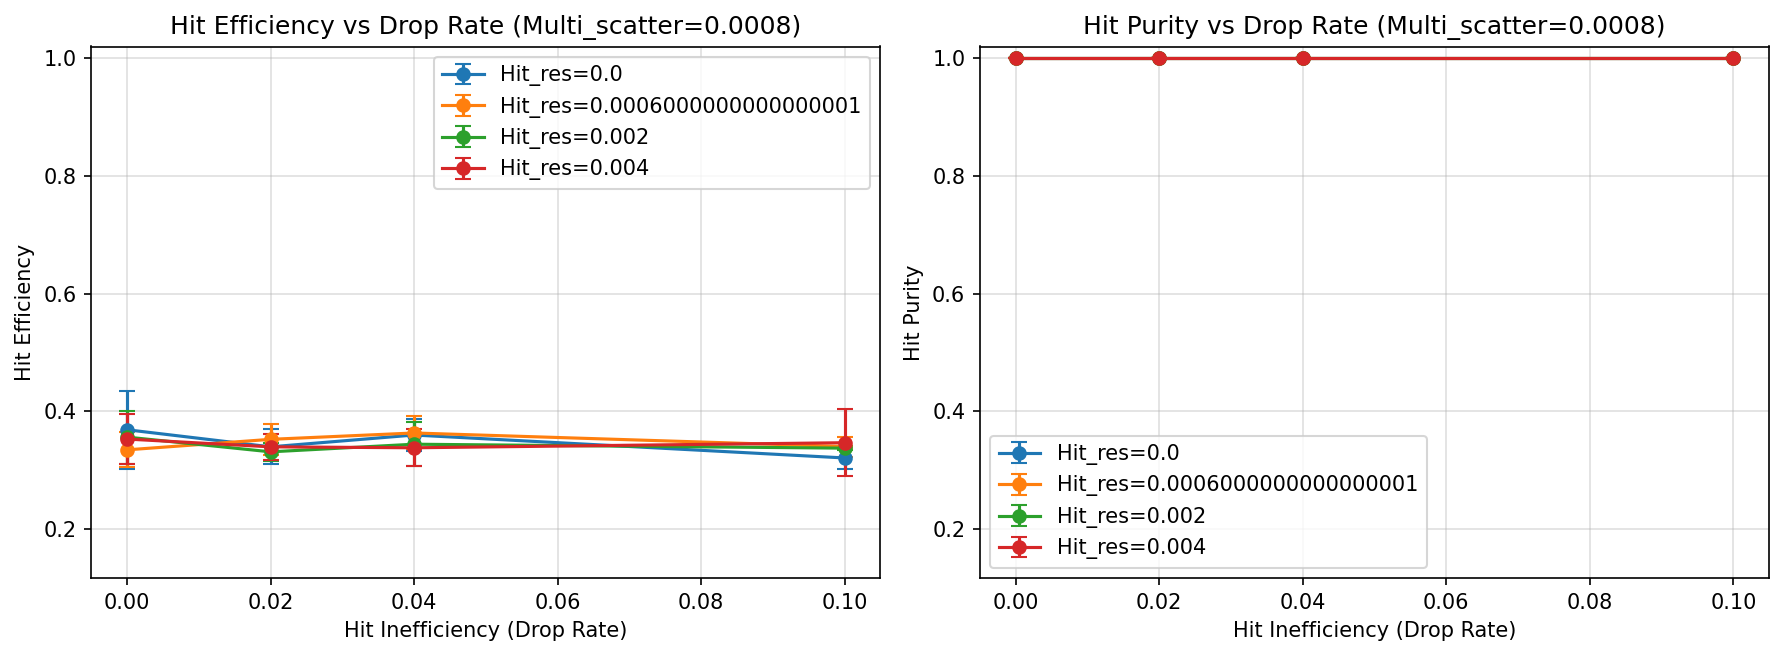 Hit Efficiency vs Drop Rate (Multi_scatter=0.0008)
Hit Efficiency
1.0
0.8
0.6
0.4
0.2
Hit_res=0.0
Hit_res=0.0006000000000000001
Hit_res=0.002
Hit_res=0.004
0.00 0.02 0.04 0.06 0.08 0.10
Hit Inefficiency (Drop Rate)
Hit Purity vs Drop Rate (Multi_scatter=0.0008)
Hit Purity
1.0
0.8
0.6
0.4
0.2
Hit_res=0.0
Hit_res=0.0006000000000000001
Hit_res=0.002
Hit_res=0.004
0.00 0.02 0.04 0.06 0.08 0.10
Hit Inefficiency (Drop Rate)